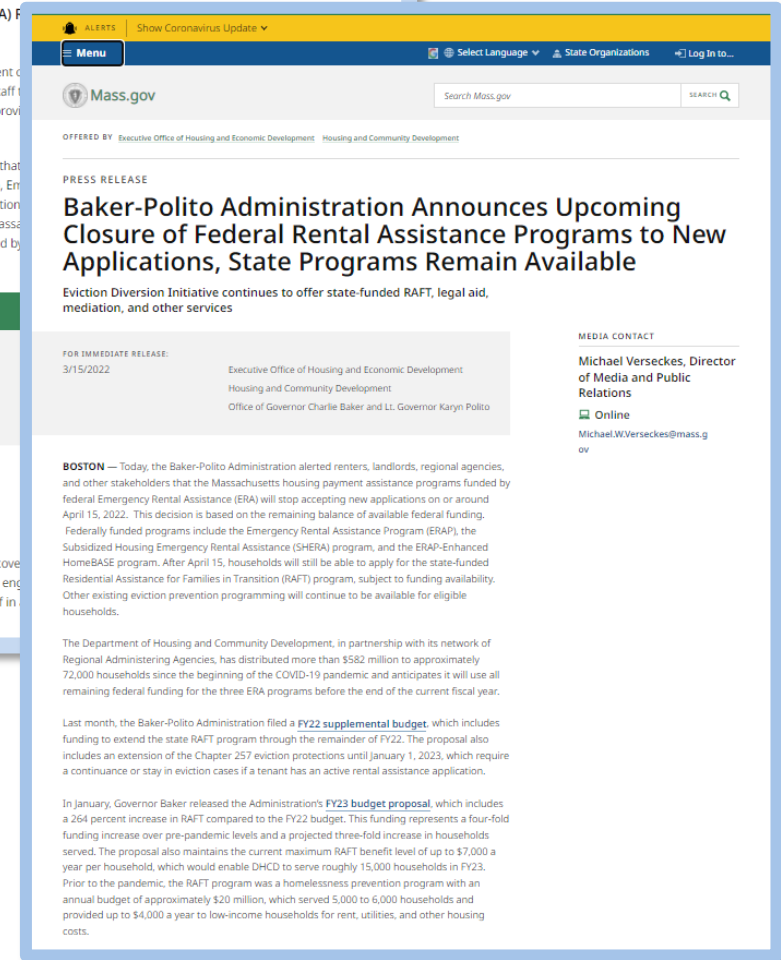 A) R
ent c
aff t
rovi
that
, Em
tion
assa
d by
ove
eng
f in
ALERTS Show Coronavirus Update
Menu Select Language State Organizations Log In to...
Mass.gov Search Mass.gov SEARCH
OFFERED BY Executive Office of Housing and Economic Development Housing and Community Development
PRESS RELEASE
Baker-Polito Administration Announces Upcoming
Closure of Federal Rental Assistance Programs to New
Applications, State Programs Remain Available
Eviction Diversion Initiative continues to offer state-funded RAFT, legal aid,
mediation, and other services
FOR IMMEDIATE RELEASE:
3/15/2022
Executive Office of Housing and Economic Development
Housing and Community Development
Office of Governor Charlie Baker and Lt. Governor Karyn Polito
MEDIA CONTACT
Michael Verseckes, Director
of Media and Public
Relations
Online
Michael.W.Verseckes@mass.g
ov
BOSTON — Today, the Baker-Polito Administration alerted renters, landlords, regional agencies,
and other stakeholders that the Massachusetts housing payment assistance programs funded by
federal Emergency Rental Assistance (ERA) will stop accepting new applications on or around
April 15, 2022. This decision is based on the remaining balance of available federal funding.
Federally funded programs include the Emergency Rental Assistance Program (ERAP), the
Subsidized Housing Emergency Rental Assistance (SHERA) program, and the ERAP-Enhanced
HomeBASE program. After April 15, households will still be able to apply for the state-funded
Residential Assistance for Families in Transition (RAFT) program, subject to funding availability.
Other existing eviction prevention programming will continue to be available for eligible
households.
The Department of Housing and Community Development, in partnership with its network of
Regional Administering Agencies, has distributed more than $582 million to approximately
72,000 households since the beginning of the COVID-19 pandemic and anticipates it will use all
remaining federal funding for the three ERA programs before the end of the current fiscal year.
Last month, the Baker-Polito Administration filed a FY22 supplemental budget, which includes
funding to extend the state RAFT program through the remainder of FY22. The proposal also
includes an extension of the Chapter 257 eviction protections until January 1, 2023, which require
a continuance or stay in eviction cases if a tenant has an active rental assistance application.
In January, Governor Baker released the Administration's FY23 budget proposal, which includes
a 264 percent increase in RAFT compared to the FY22 budget. This funding represents a four-fold
funding increase over pre-pandemic levels and a projected three-fold increase in households
served. The proposal also maintains the current maximum RAFT benefit level of up to $7,000 a
year per household, which would enable DHCD to serve roughly 15,000 households in FY23.
Prior to the pandemic, the RAFT program was a homelessness prevention program with an
annual budget of approximately $20 million, which served 5,000 to 6,000 households and
provided up to $4,000 a year to low-income households for rent, utilities, and other housing
costs.